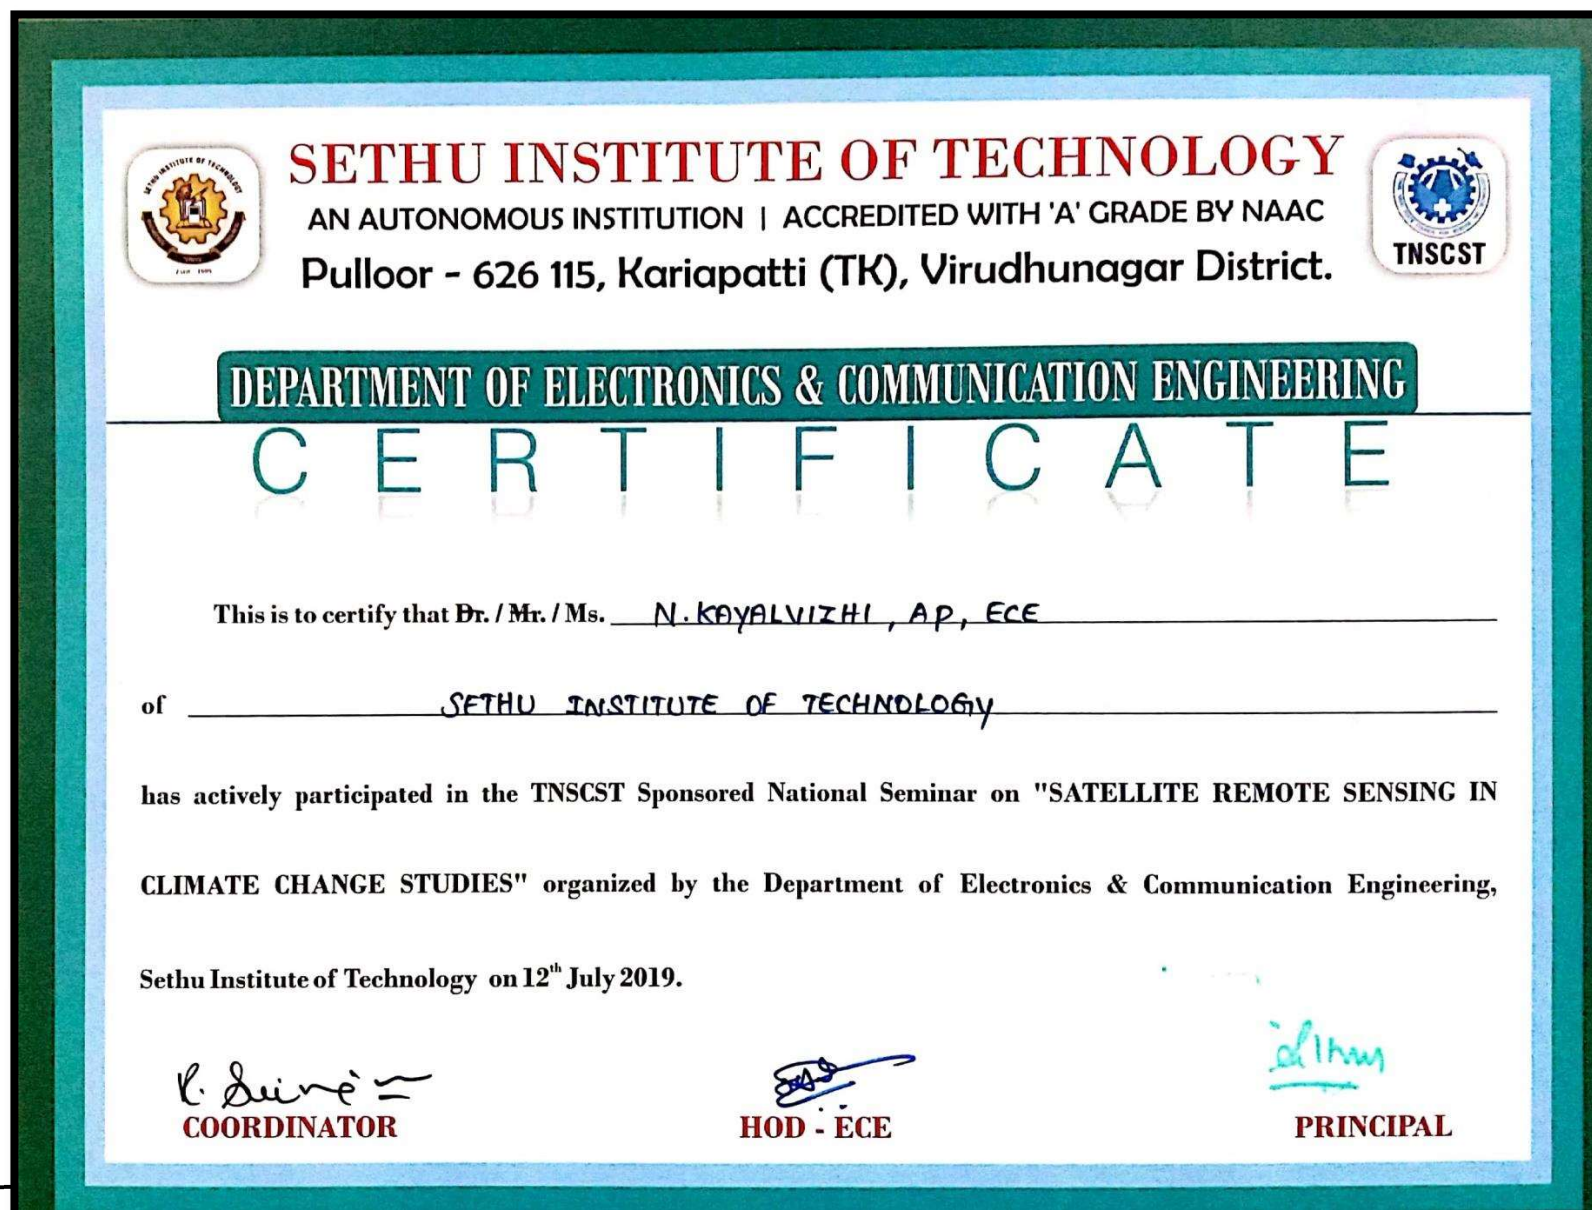 SETHU INSTITUTE OF TECHNOLOGY
AN AUTONOMOUS INSTITUTION | ACCREDITED WITH 'A' GRADE BY NAAC
Pulloor - 626 115, Kariapatti (TK), Virudhunagar District.
SETHU INSTITUTE OF TECHNOLOGY
TNSCST
DEPARTMENT OF ELECTRONICS & COMMUNICATION ENGINEERING
CERTIFICATE
This is to certify that Dr. / Mr. / Ms. N. KAYALVIZHI, AP, ECE
of SETHU INSTITUTE OF TECHNOLOGY
has actively participated in the TNSCST Sponsored National Seminar on "SATELLITE REMOTE SENSING IN
CLIMATE CHANGE STUDIES" organized by the Department of Electronics & Communication Engineering,
Sethu Institute of Technology on 12th July 2019.
COORDINATOR
HOD - ECE
PRINCIPAL